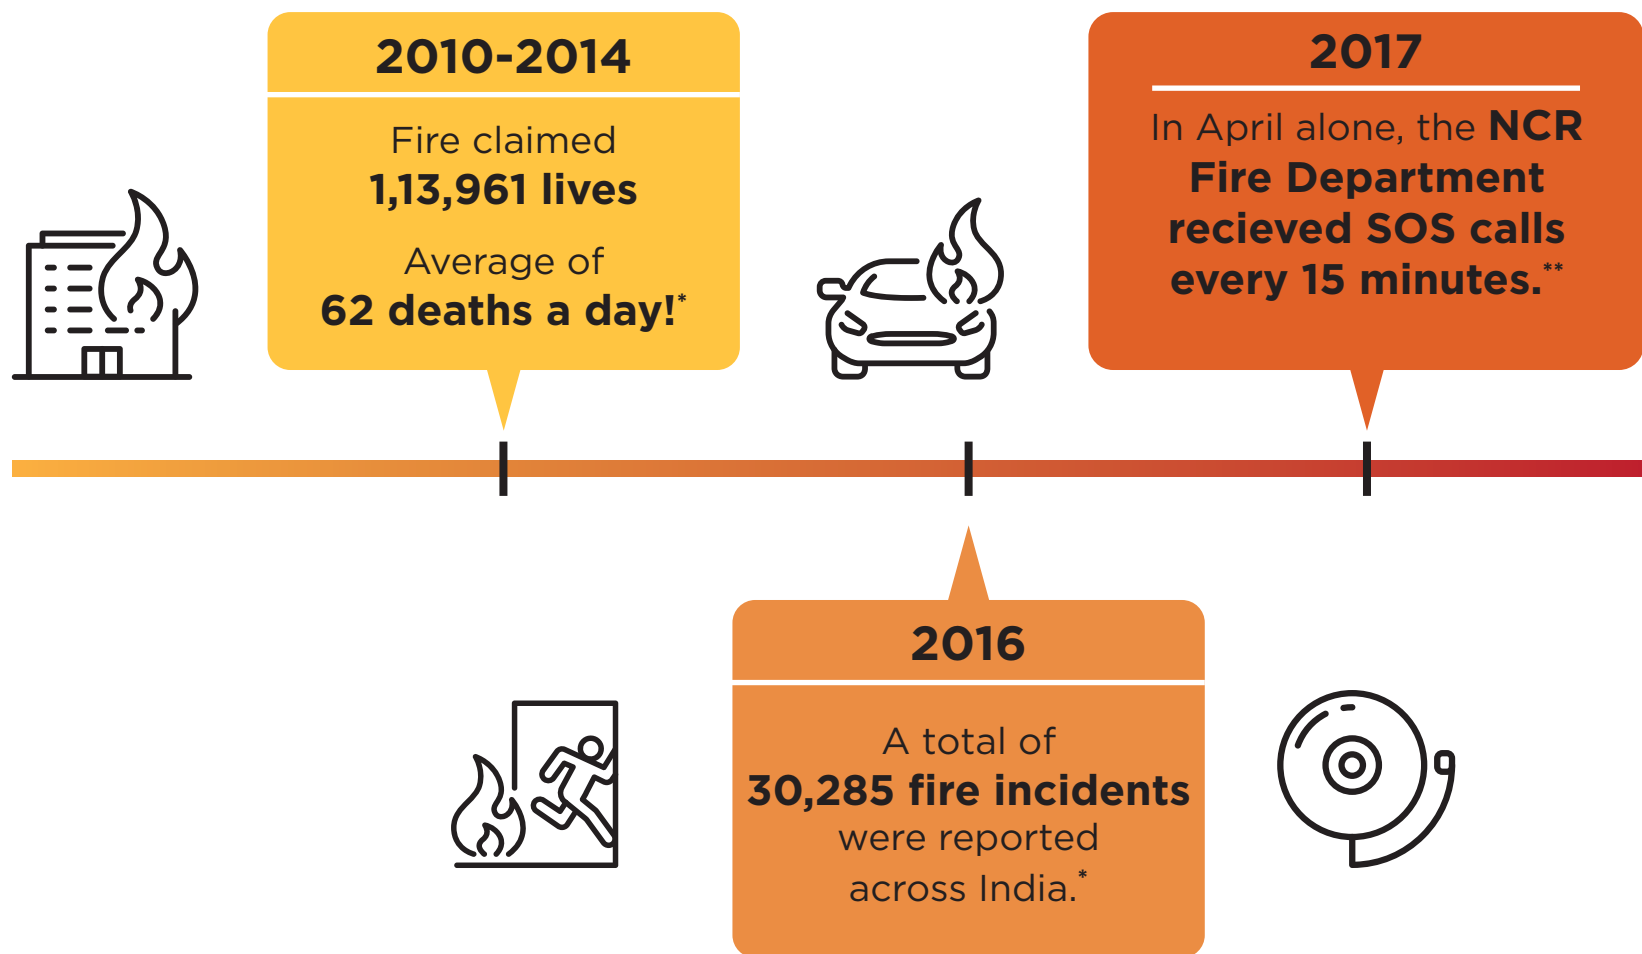 2010-2014
Fire claimed
1,13,961 lives
Average of
62 deaths a day!*
2017
In April alone, the NCR
Fire Department
recieved SOS calls
every 15 minutes.**
2016
A total of
30,285 fire incidents
were reported
across India.*